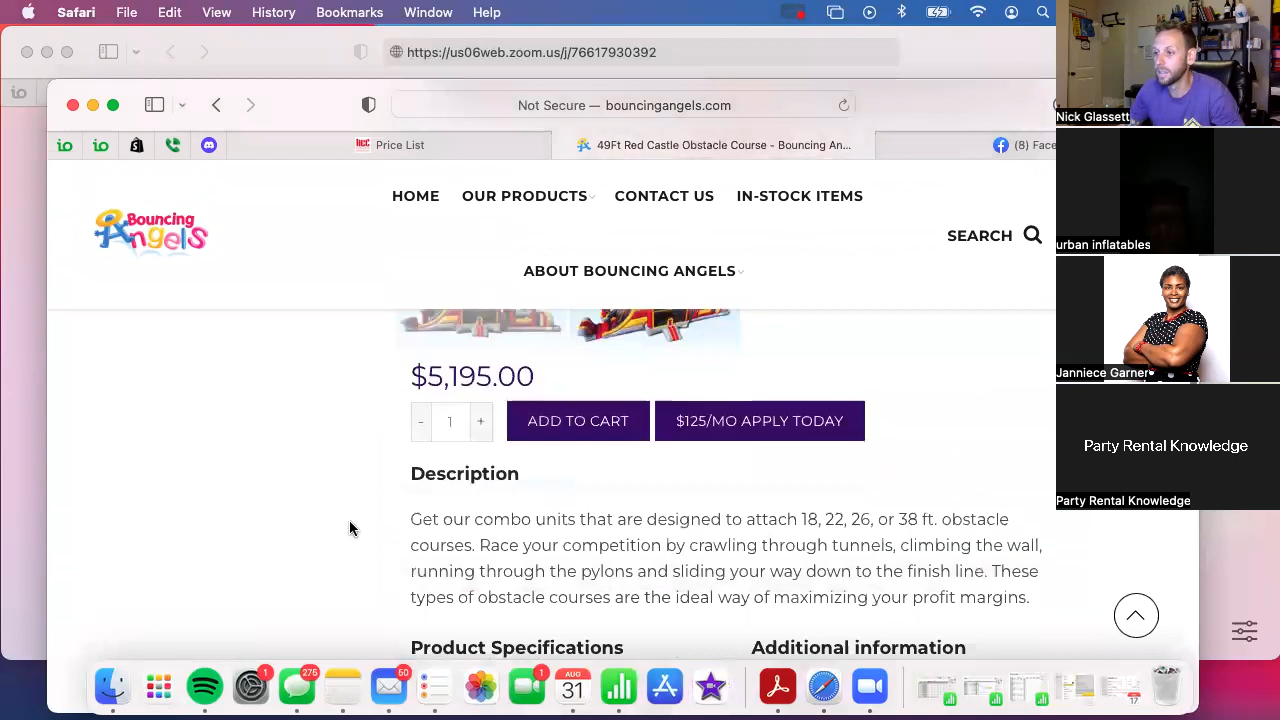 Safari File Edit View History Bookmarks Window Help
https://us06web.zoom.us/j/76617930392
Not Secure — bouncingangels.com
Price List
49Ft Red Castle Obstacle Course - Bouncing An...
(8) Face
HOME OUR PRODUCTS CONTACT US IN-STOCK ITEMS
Bouncing
Angels
SEARCH
ABOUT BOUNCING ANGELS
$5,195.00
- 1 + ADD TO CART $125/MO APPLY TODAY
Description
Get our combo units that are designed to attach 18, 22, 26, or 38 ft. obstacle
courses. Race your competition by crawling through tunnels, climbing the wall,
running through the pylons and sliding your way down to the finish line. These
types of obstacle courses are the ideal way of maximizing your profit margins.
Product Specifications Additional information
1 275 50 1
AUG
31
17
Nick Glassett
urban inflatables
Janniece Garner
Party Rental Knowledge
Party Rental Knowledge